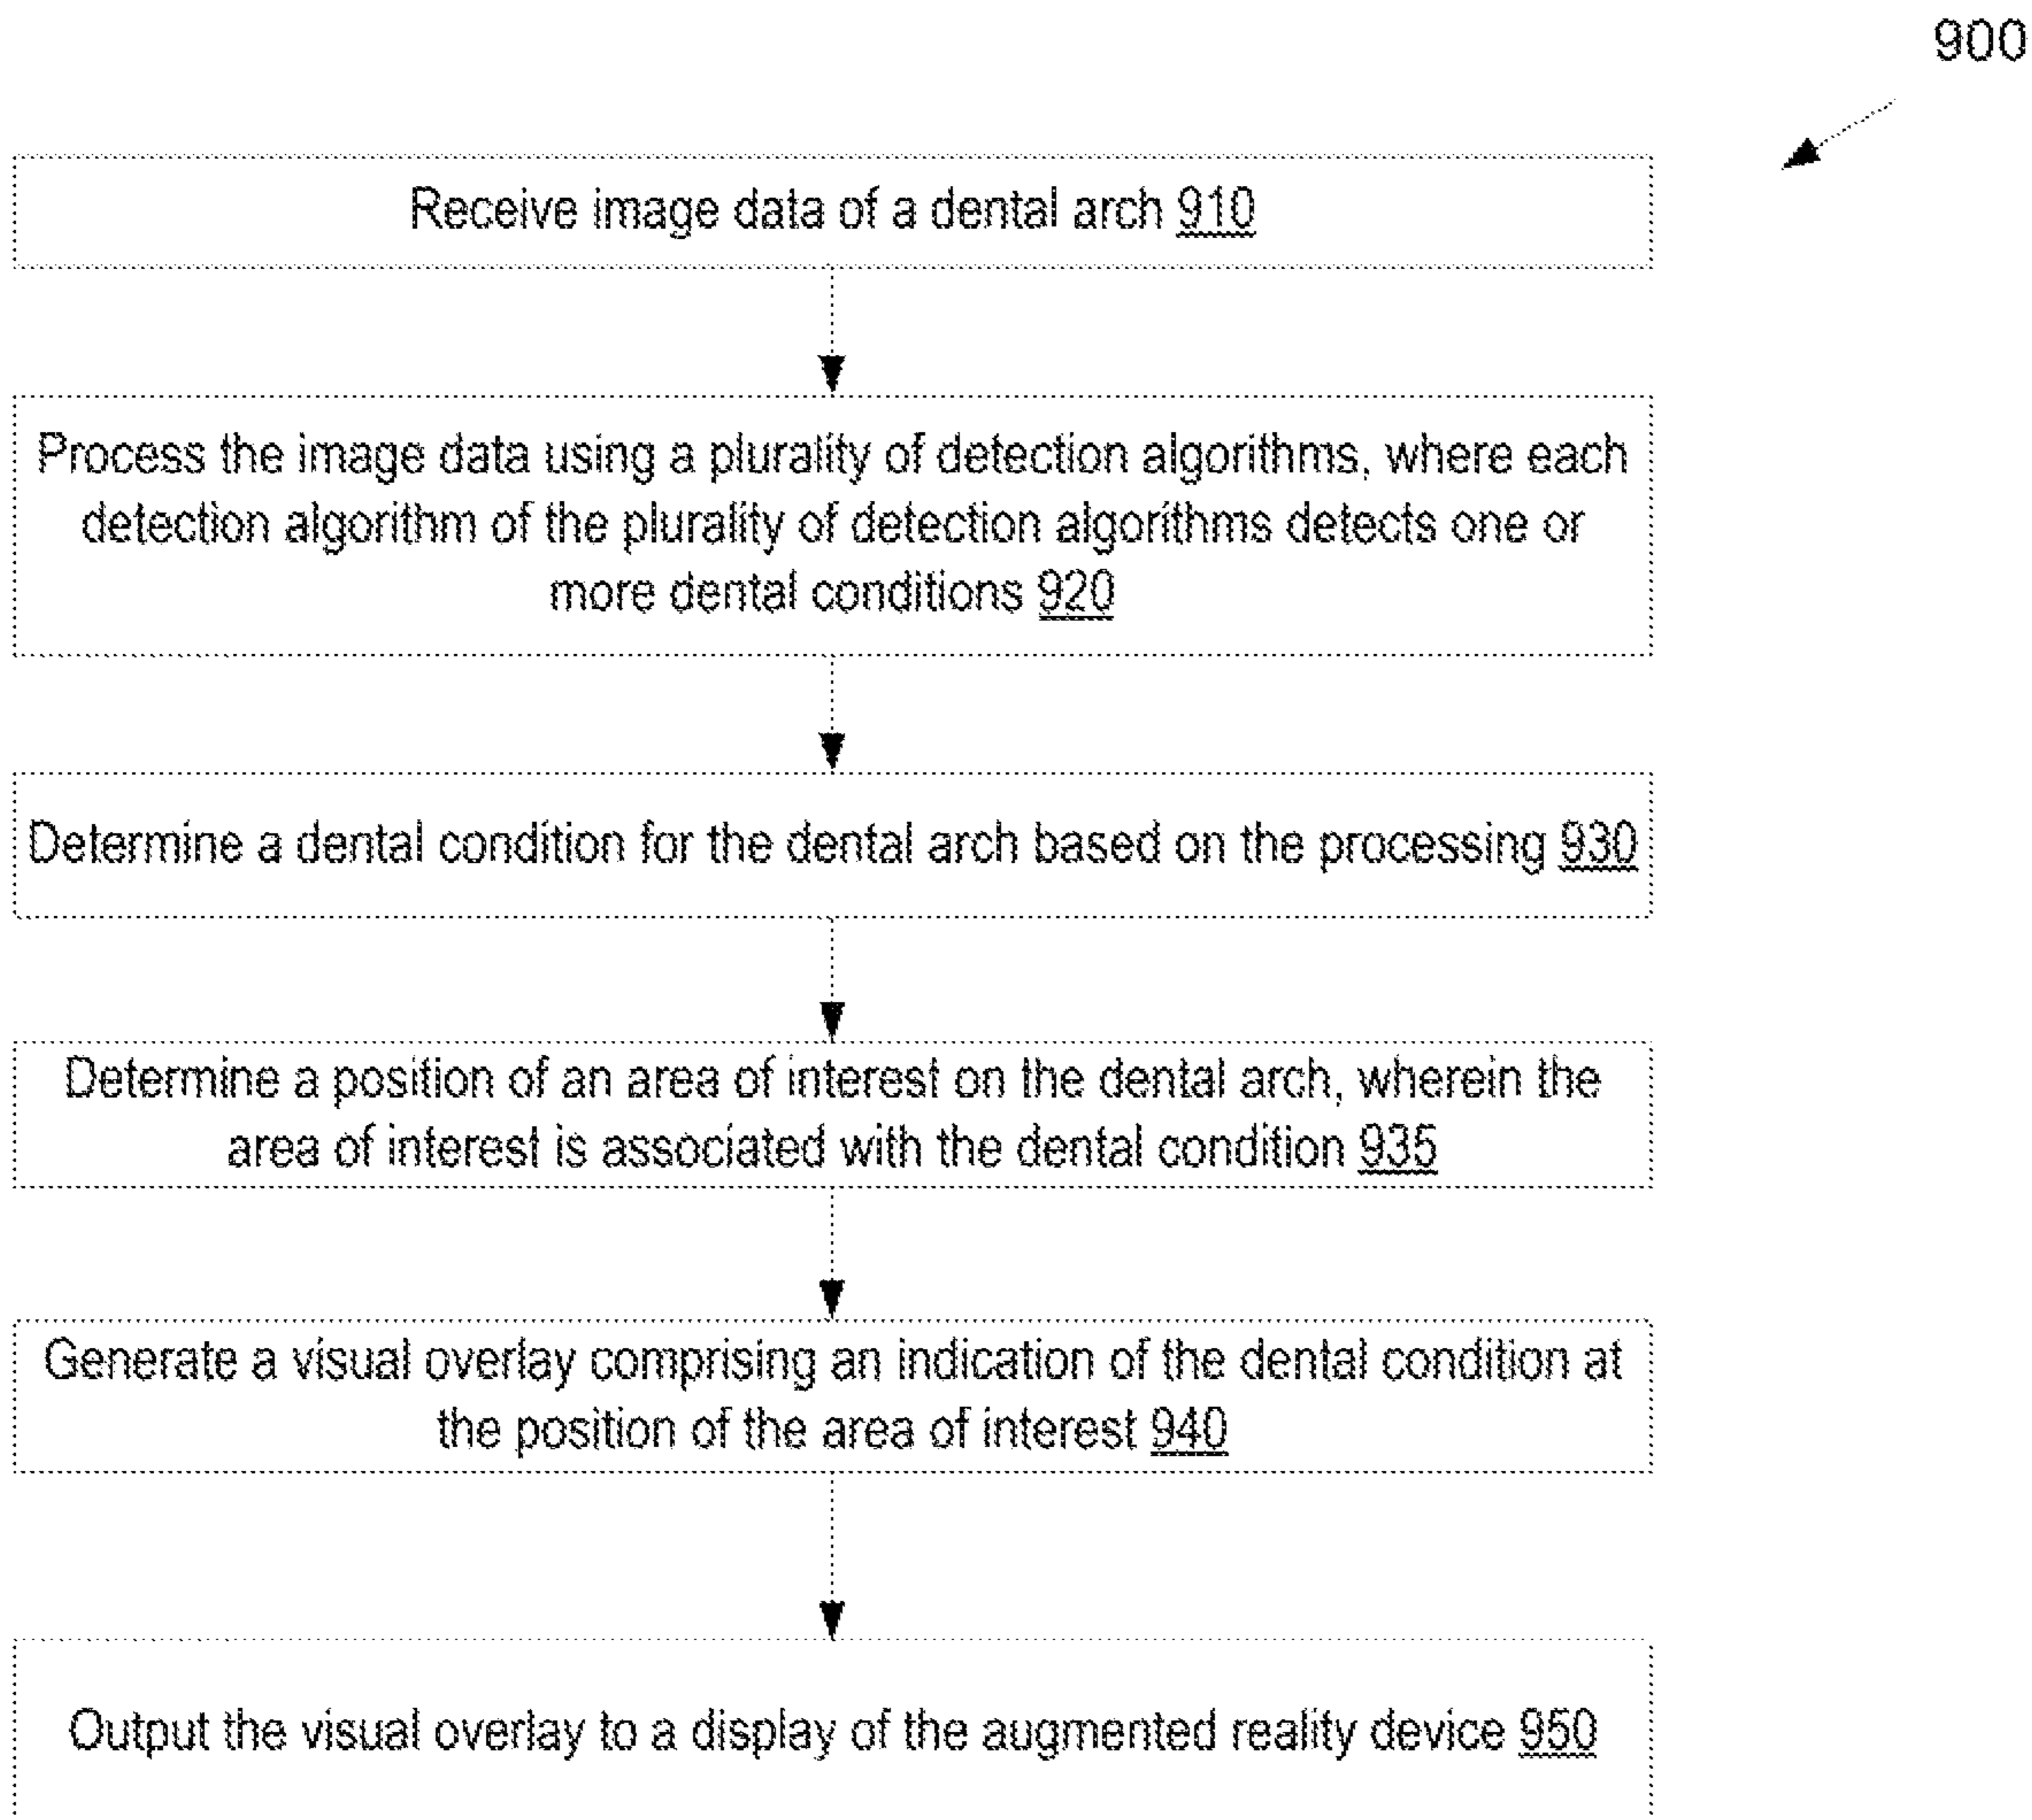 900
Receive image data of a dental arch 910
Process the image data using a plurality of detection algorithms, where each
detection algorithm of the plurality of detection algorithms detects one or
more dental conditions 920
Determine a dental condition for the dental arch based on the processing 930
Determine a position of an area of interest on the dental arch, wherein the
area of interest is associated with the dental condition 935
Generate a visual overlay comprising an indication of the dental condition at
the position of the area of interest 940
Output the visual overlay to a display of the augmented reality device 950